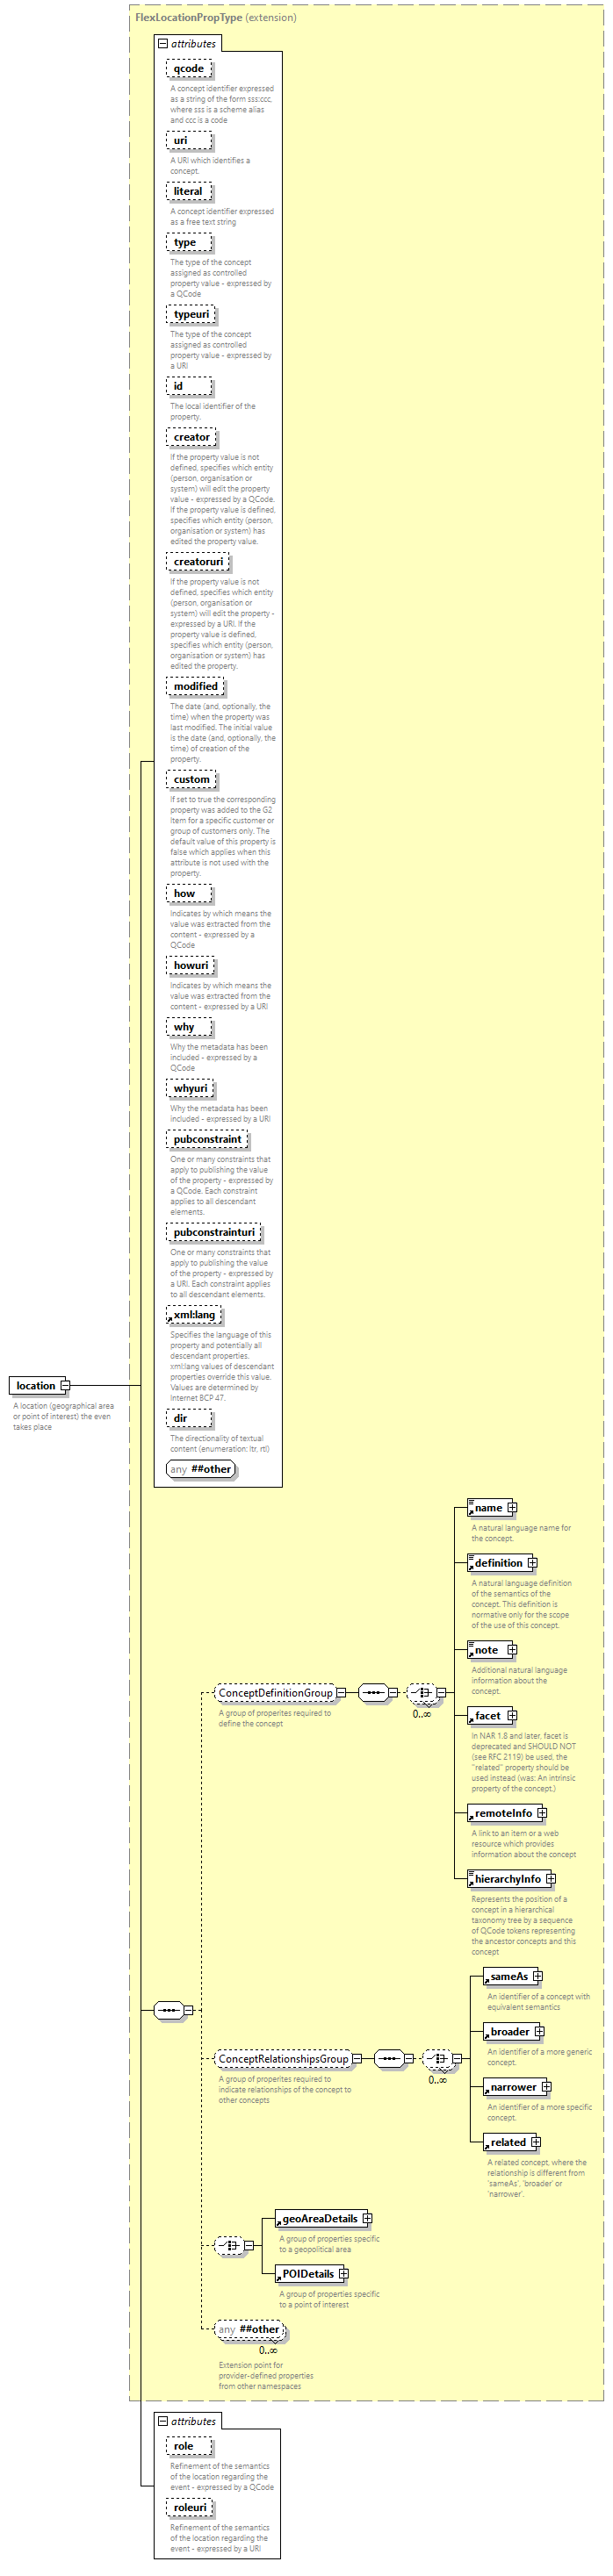 FlexLocationPropType (extension)
attributes
qcode
A concept identifier expressed
as a string of the form sss:ccc,
where sss is a scheme alias
and ccc is a code
uri
A URI which identifies a
concept.
literal
A concept identifier expressed
as a free text string
type
The type of the concept
assigned as controlled
property value - expressed by
a QCode
typeuri
The type of the concept
assigned as controlled
property value - expressed by
a URI
id
The local identifier of the
property.
creator
If the property value is not
defined, specifies which entity
(person, organisation or
system) will edit the property
value - expressed by a QCode.
If the property value is defined,
specifies which entity (person,
organisation or system) has
edited the property value.
creatoruri
If the property value is not
defined, specifies which entity
(person, organisation or
system) will edit the property -
expressed by a URI. If the
property value is defined,
specifies which entity (person,
organisation or system) has
edited the property.
modified
The date (and, optionally, the
time) when the property was
last modified. The initial value
is the date (and, optionally, the
time) of creation of the
property.
custom
If set to true the corresponding
property was added to the G2
Item for a specific customer or
group of customers only. The
default value of this property is
false which applies when this
attribute is not used with the
property.
how
Indicates by which means the
value was extracted from the
content - expressed by a
QCode
howuri
Indicates by which means the
value was extracted from the
content - expressed by a URI
why
Why the metadata has been
included - expressed by a
QCode
whyuri
Why the metadata has been
included - expressed by a URI
pubconstraint
One or many constraints that
apply to publishing the value
of the property - expressed by
a QCode. Each constraint
applies to all descendant
elements.
pubconstrainturi
One or many constraints that
apply to publishing the value
of the property - expressed by
a URI. Each constraint applies
to all descendant elements.
xml:lang
Specifies the language of this
property and potentially all
descendant properties.
xml:lang values of descendant
properties override this value.
Values are determined by
Internet BCP 47.
dir
The directionality of textual
content (enumeration: ltr, rtl)
any ##other
location
A location (geographical area
or point of interest) the even
takes place
name
A natural language name for
the concept.
definition
A natural language definition
of the semantics of the
concept. This definition is
normative only for the scope
of the use of this concept.
note
Additional natural language
information about the
concept.
ConceptDefinitionGroup
0..∞
A group of properites required to
define the concept
facet
In NAR 1.8 and later, facet is
deprecated and SHOULD NOT
(see RFC 2119) be used, the
"related" property should be
used instead (was: An intrinsic
property of the concept.)
remoteInfo
A link to an item or a web
resource which provides
information about the concept
hierarchyInfo
Represents the position of a
concept in a hierarchical
taxonomy tree by a sequence
of QCode tokens representing
the ancestor concepts and this
concept
sameAs
An identifier of a concept with
equivalent semantics
broader
An identifier of a more generic
concept.
ConceptRelationshipsGroup
0..∞
A group of properites required to
indicate relationships of the concept to
other concepts
narrower
An identifier of a more specific
concept.
related
A related concept, where the
relationship is different from
'sameAs', 'broader' or
'narrower'.
geoAreaDetails
A group of properties specific
to a geopolitical area
POIDetails
A group of properties specific
to a point of interest
any ##other
0..∞
Extension point for
provider-defined properties
from other namespaces
attributes
role
Refinement of the semantics
of the location regarding the
event - expressed by a QCode
roleuri
Refinement of the semantics
of the location regarding the
event - expressed by a URI